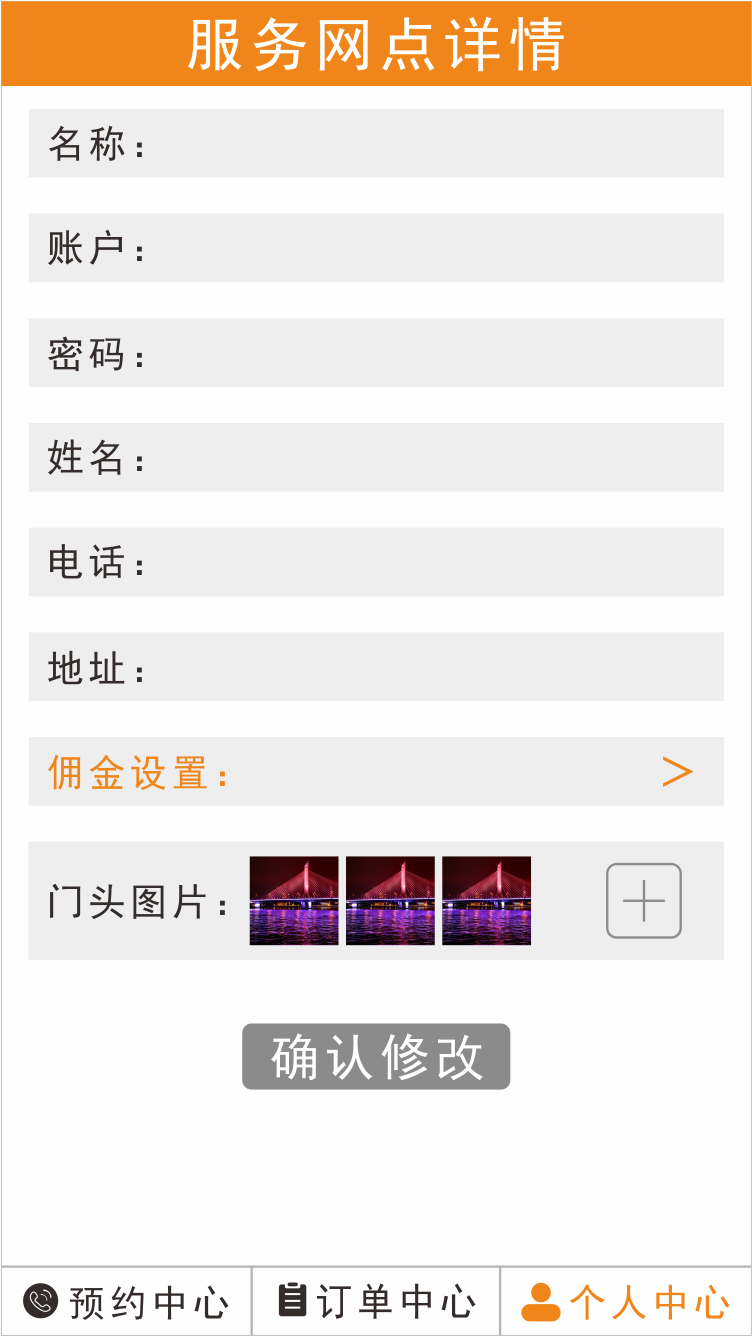 服务网点详情
名称：
账户：
密码：
姓名：
电话：
地址：
佣金设置： >
门头图片：
确认修改
预约中心 订单中心 个人中心